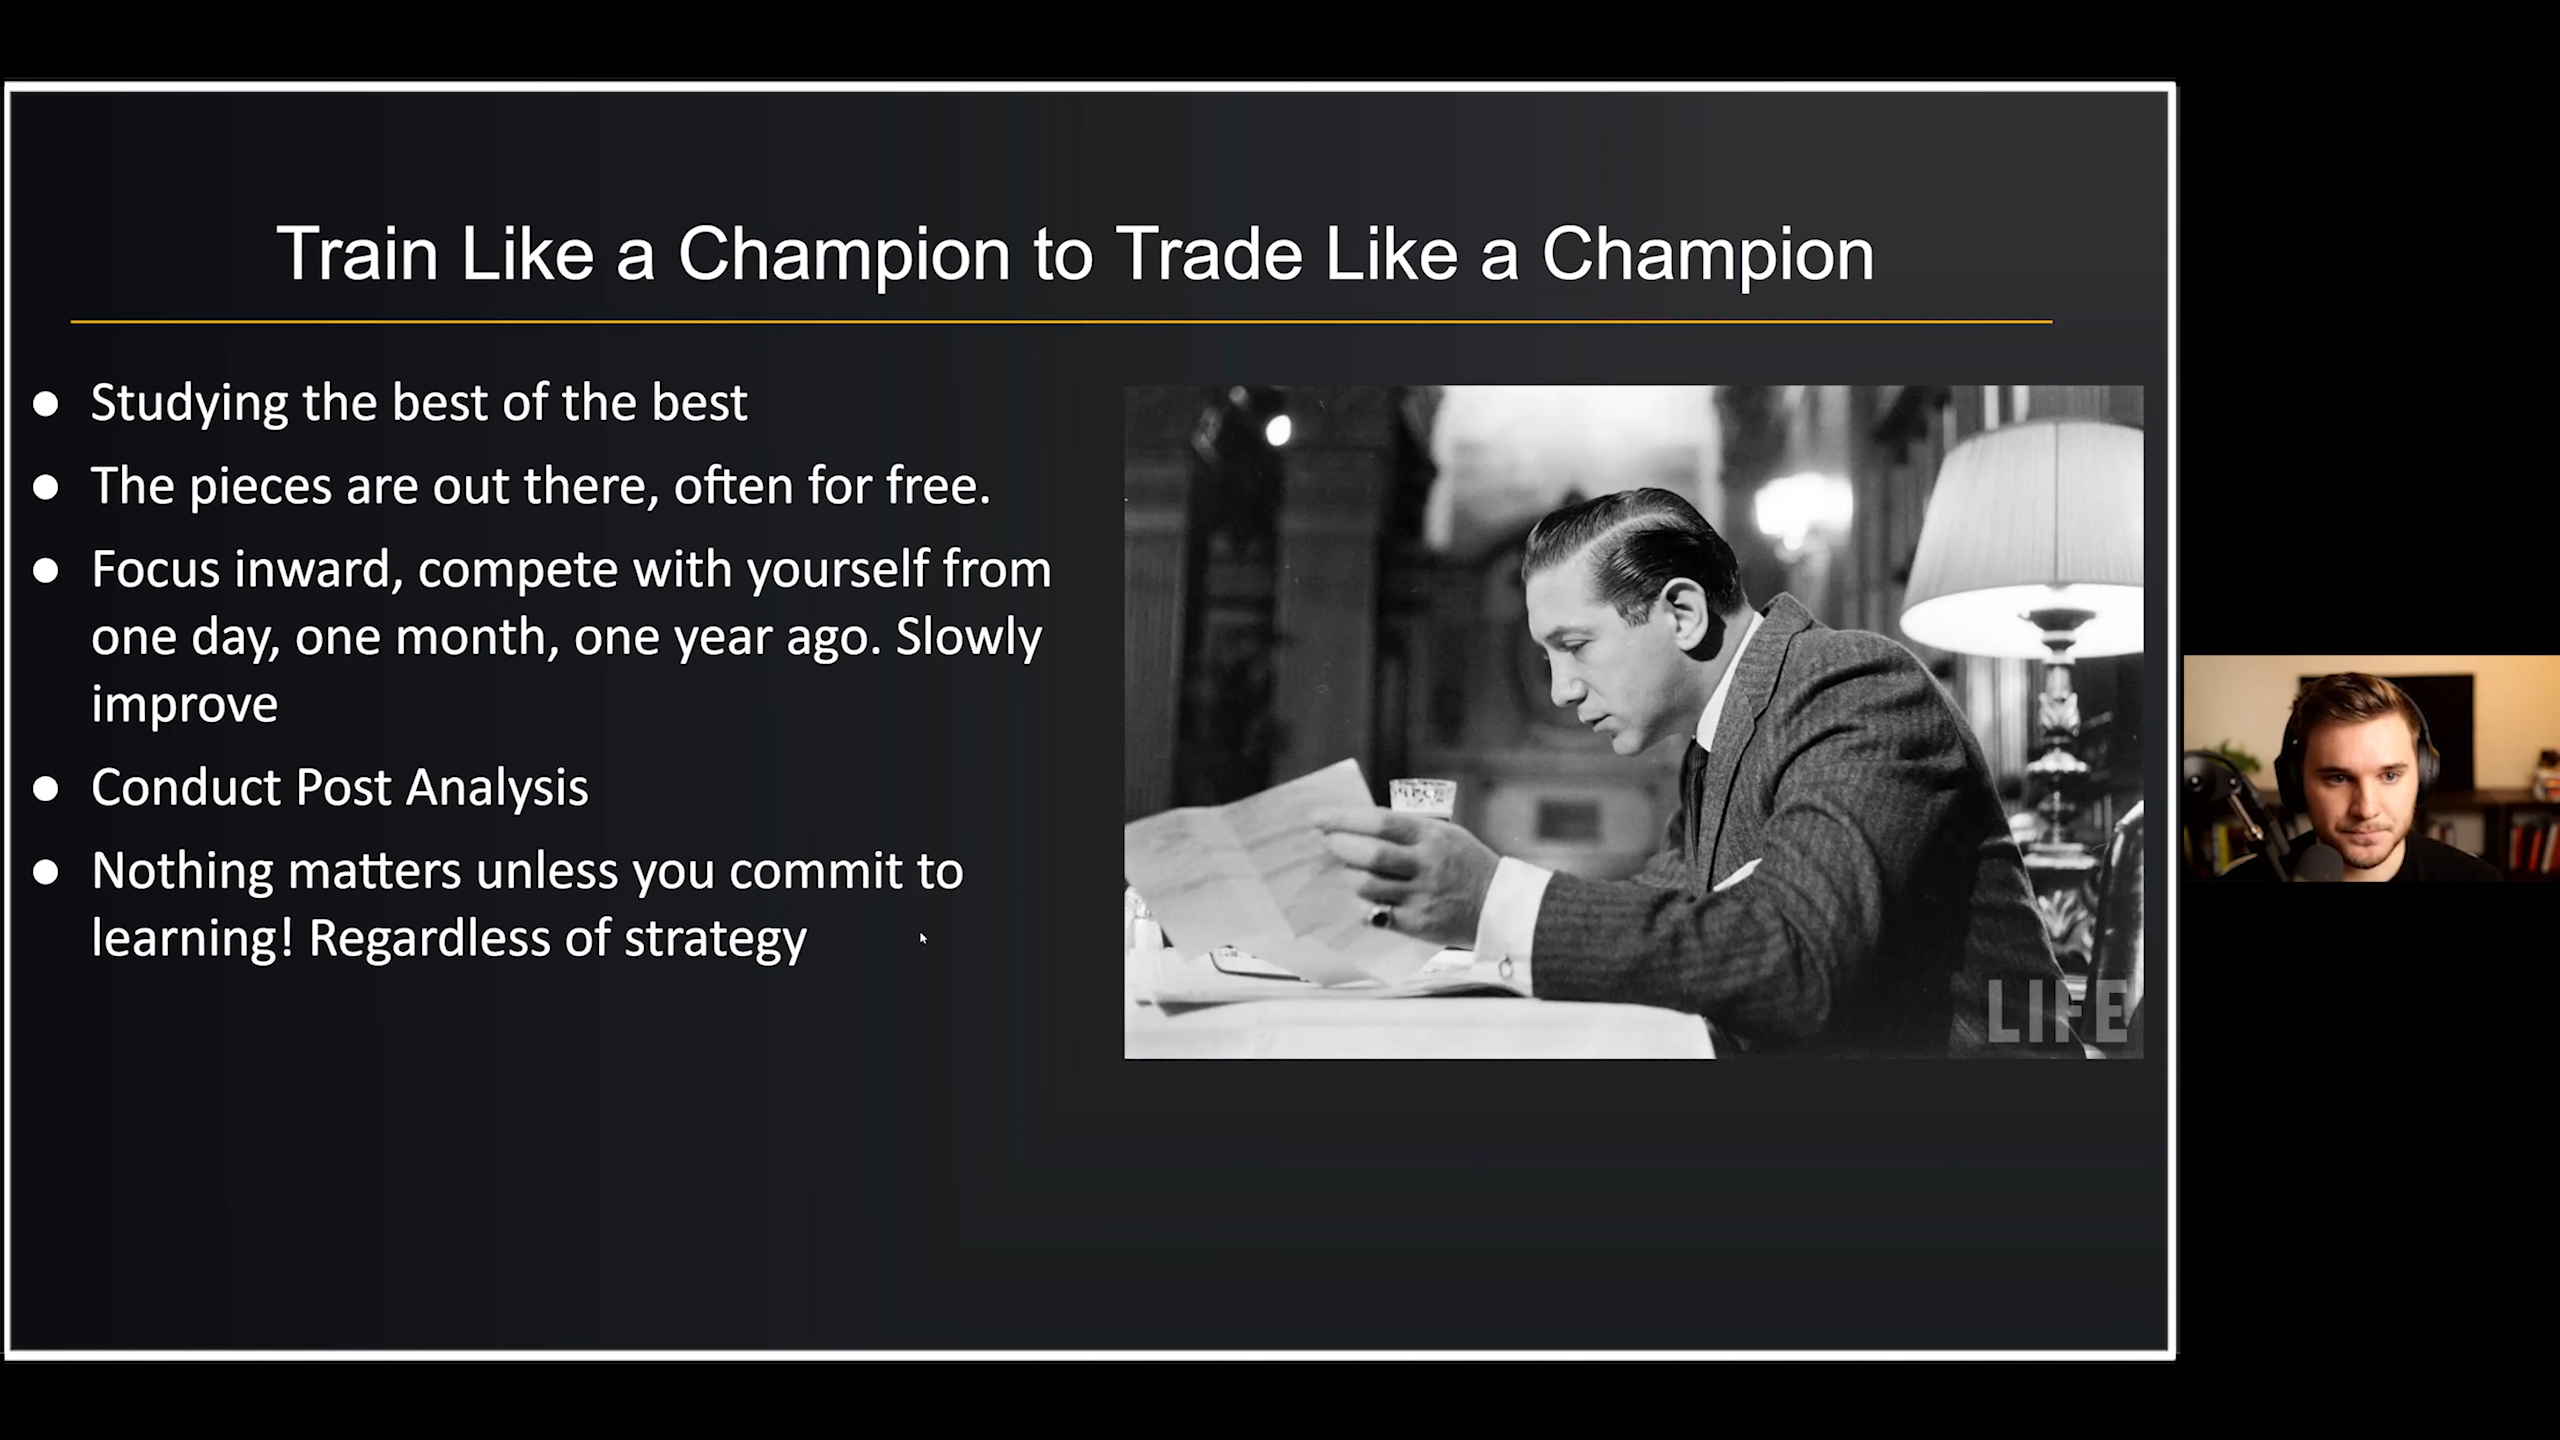 Train Like a Champion to Trade Like a Champion
Studying the best of the best
The pieces are out there, often for free.
Focus inward, compete with yourself from
one day, one month, one year ago. Slowly
improve
Conduct Post Analysis
Nothing matters unless you commit to
learning! Regardless of strategy
LIFE